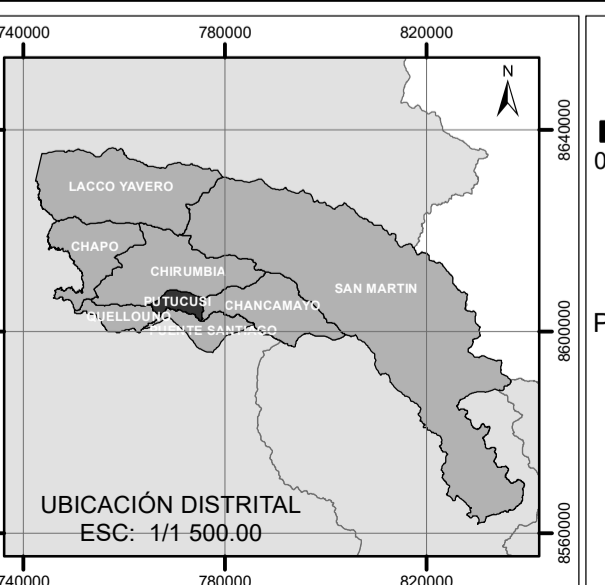 740000 780000 820000
N
8640000
0
LACCO YAVERO
CHAPO
CHIRUMBIA
SAN MARTIN
PUTUCUSI
CHANCAMAYO
QUELLOUNO
PUENTE SANTIAGO
8600000
P
UBICACIÓN DISTRITAL
ESC: 1/1 500.00
8560000
740000 780000 820000